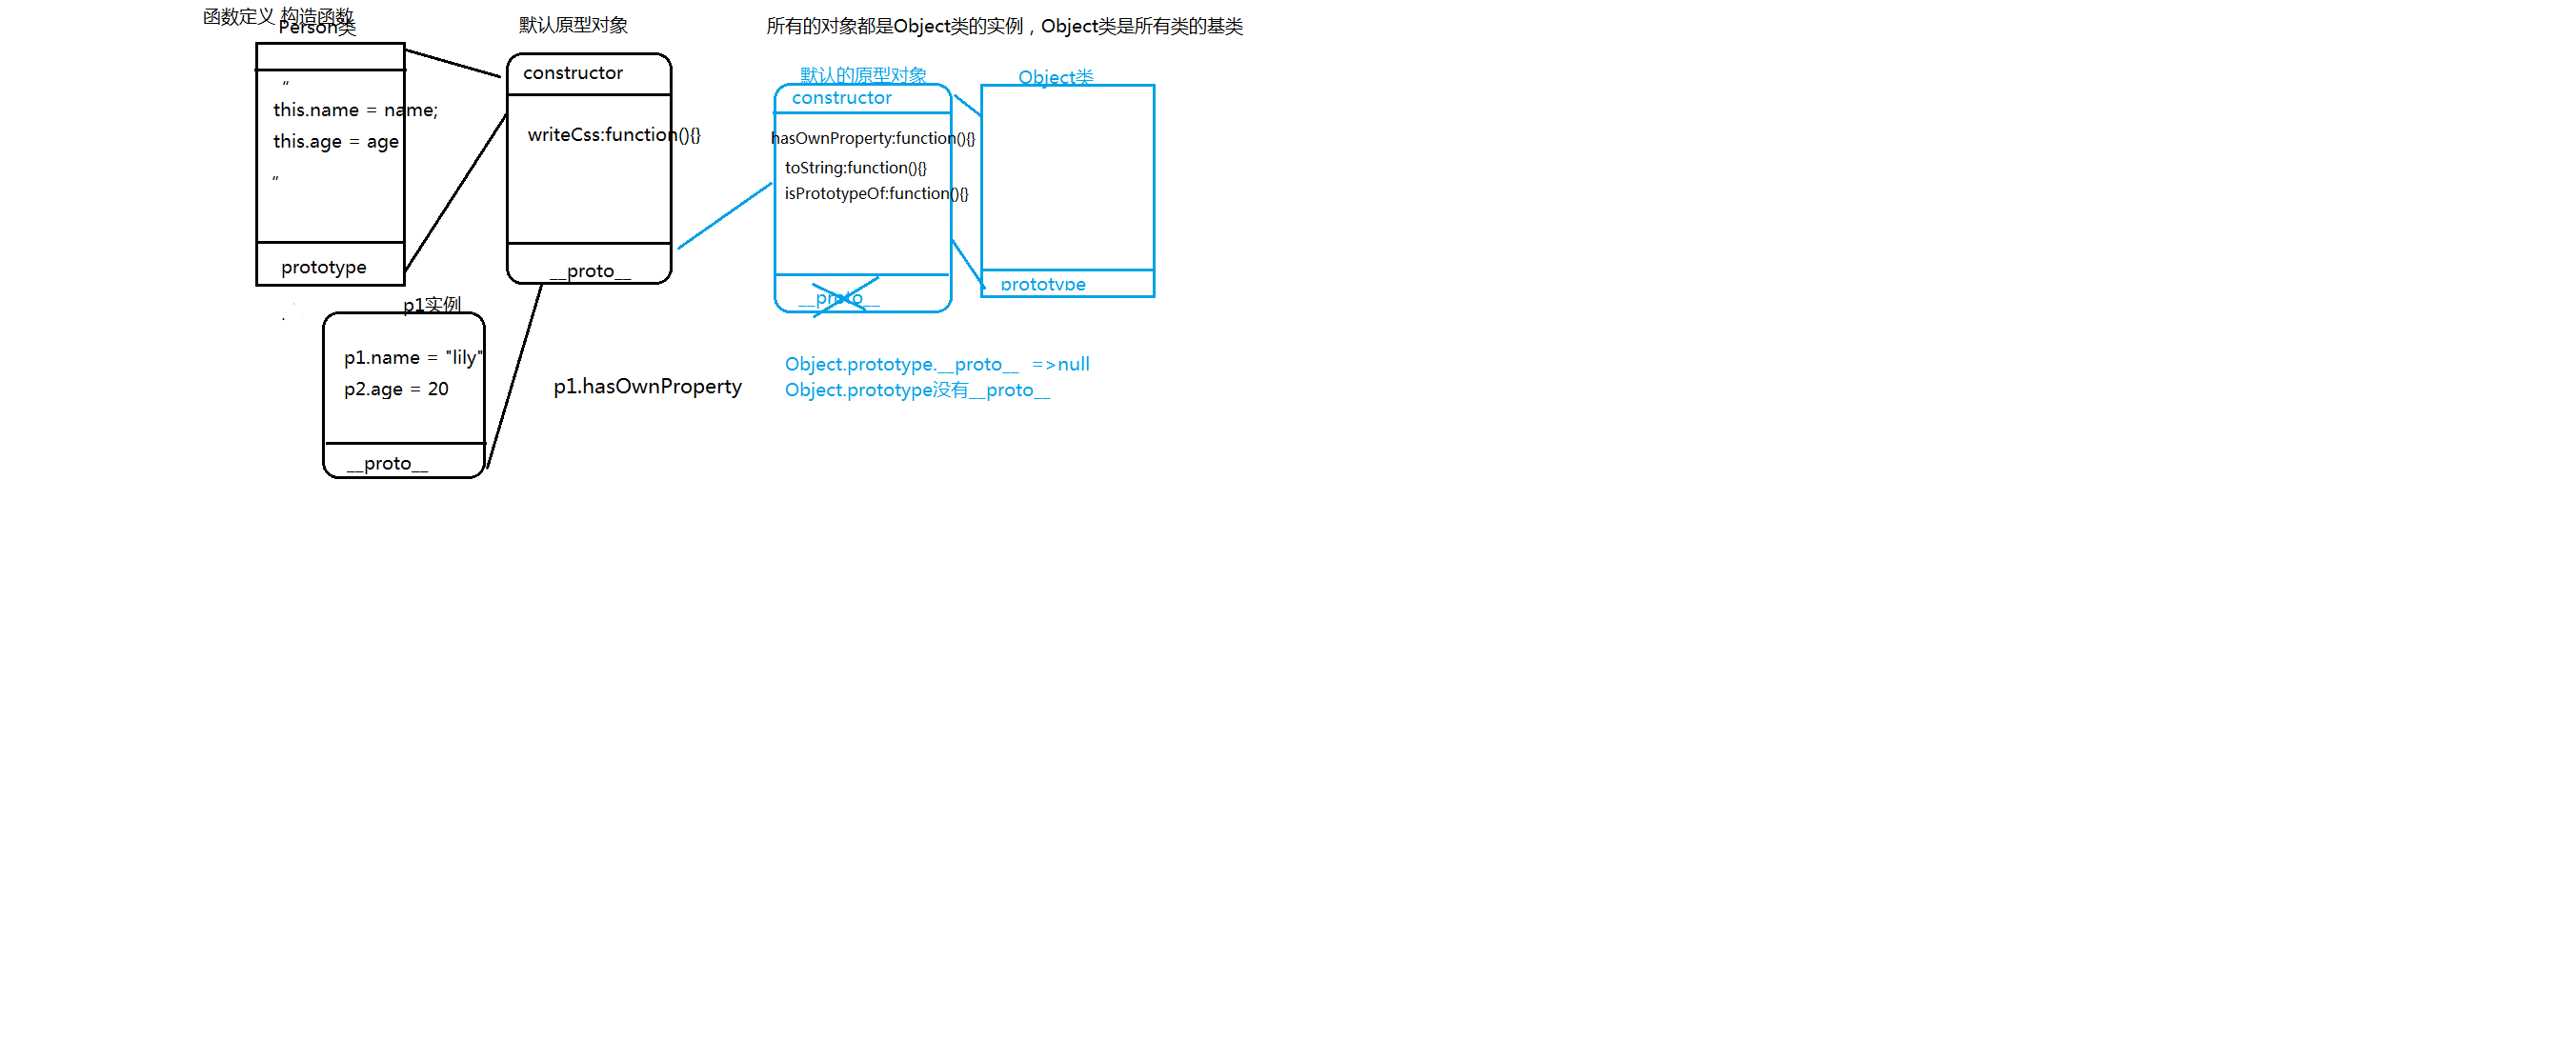 函数定义 构造函数
Person类
"
this.name = name;
this.age = age
"
prototype
默认原型对象
constructor
writeCss:function(){}
__proto__
p1实例
p1.name = "lily"
p2.age = 20
__proto__
p1.hasOwnProperty
所有的对象都是Object类的实例，Object类是所有类的基类
默认的原型对象
constructor
hasOwnProperty:function(){}
toString:function(){}
isPrototypeOf:function(){}
__proto__
Object类
prototype
Object.prototype.__proto__ =>null
Object.prototype没有__proto__